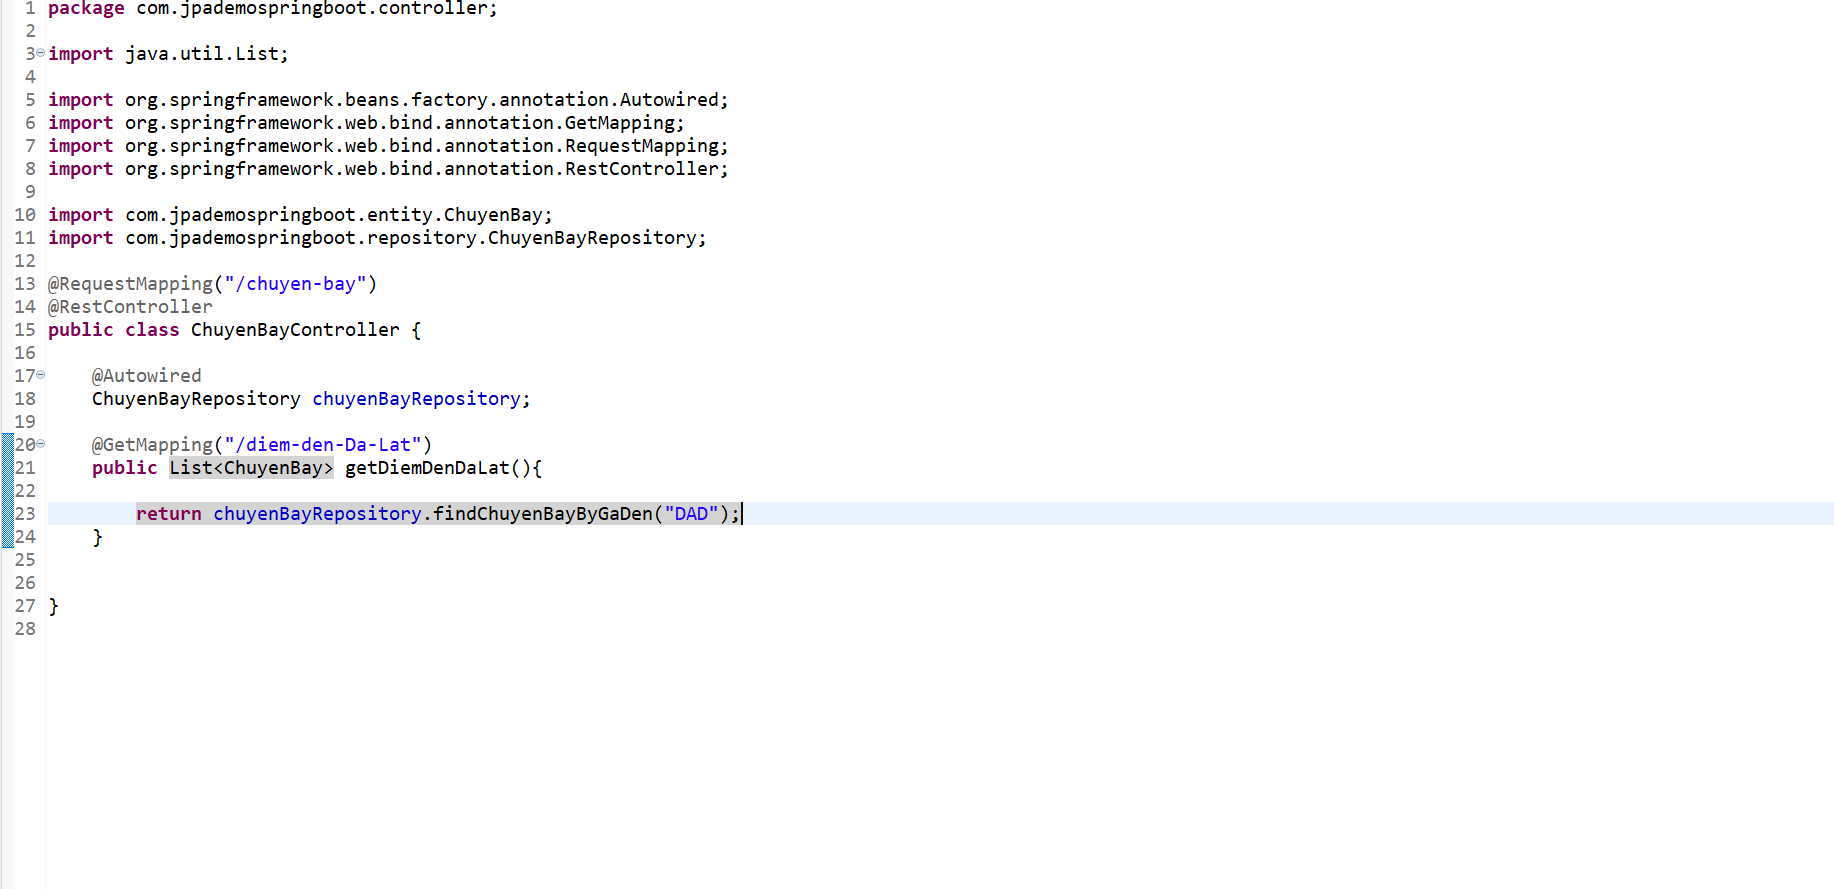 1 package com.jpademospringboot.controller;
2
3 import java.util.List;
4
5 import org.springframework.beans.factory.annotation.Autowired;
6 import org.springframework.web.bind.annotation.GetMapping;
7 import org.springframework.web.bind.annotation.RequestMapping;
8 import org.springframework.web.bind.annotation.RestController;
9
10 import com.jpademospringboot.entity.ChuyenBay;
11 import com.jpademospringboot.repository.ChuyenBayRepository;
12
13 @RequestMapping("/chuyen-bay")
14 @RestController
15 public class ChuyenBayController {
16
17     @Autowired
18     ChuyenBayRepository chuyenBayRepository;
19
20     @GetMapping("/diem-den-Da-Lat")
21     public List<ChuyenBay> getDiemDenDaLat(){
22
23         return chuyenBayRepository.findChuyenBayByGaDen("DAD");
24     }
25
26
27 }
28